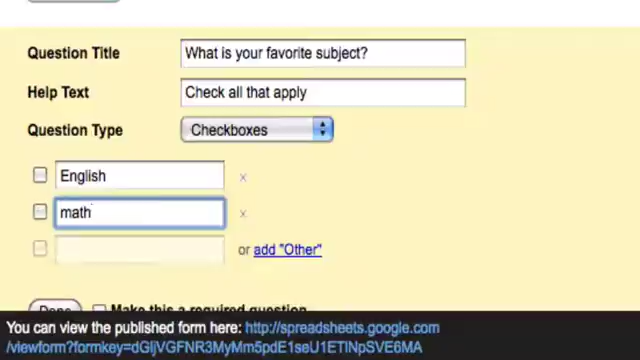 Question Title What is your favorite subject?
Help Text Check all that apply
Question Type Checkboxes
English x
math x
or add "Other"
Done Make this a required question
You can view the published form here: http://spreadsheets.google.com
/viewform?formkey=dGljVGFNR3MyMm5pdE1seU1ETlNpSVE6MA